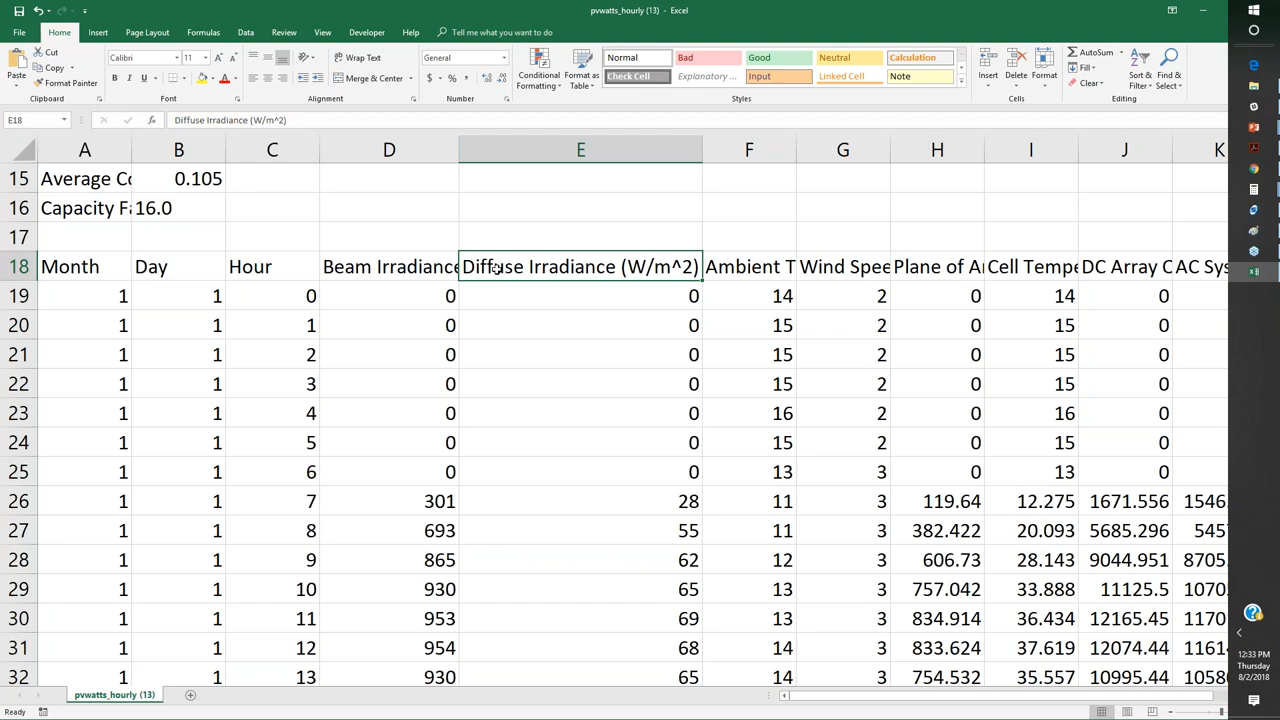 pvwatts_hourly (13) - Excel
File Home Insert Page Layout Formulas Data Review View Developer Help Tell me what you want to do
Cut
Copy
Format Painter
Paste
Clipboard
Calibri 11
B I U
Font
Wrap Text
Merge & Center
Alignment
General
$ % ,
Number
Conditional Formatting
Format as Table
Normal Bad Good Neutral Calculation
Check Cell Explanatory ... Input Linked Cell Note
Styles
Insert Delete Format
Cells
AutoSum
Fill
Clear
Sort & Filter
Find & Select
Editing
E18 fx Diffuse Irradiance (W/m^2)
A B C D E F G H I J K
15 Average Co 0.105
16 Capacity Fa 16.0
17
18 Month Day Hour Beam Irradiance Diffuse Irradiance (W/m^2) Ambient T Wind Spee Plane of Ar Cell Tempe DC Array O AC Sys
19 1 1 0 0 0 14 2 0 14 0
20 1 1 1 0 0 15 2 0 15 0
21 1 1 2 0 0 15 2 0 15 0
22 1 1 3 0 0 15 2 0 15 0
23 1 1 4 0 0 16 2 0 16 0
24 1 1 5 0 0 15 2 0 15 0
25 1 1 6 0 0 13 3 0 13 0
26 1 1 7 301 28 11 3 119.64 12.275 1671.556 1546.
27 1 1 8 693 55 11 3 382.422 20.093 5685.296 5457
28 1 1 9 865 62 12 3 606.73 28.143 9044.951 8705.
29 1 1 10 930 65 13 3 757.042 33.888 11125.5 1070
30 1 1 11 953 69 13 3 834.914 36.434 12165.45 1170
31 1 1 12 954 68 14 3 833.624 37.619 12074.44 11614
32 1 1 13 930 65 14 3 754.532 35.557 10995.44 10580
pvwatts_hourly (13)
Ready
12:33 PM
Thursday
8/2/2018